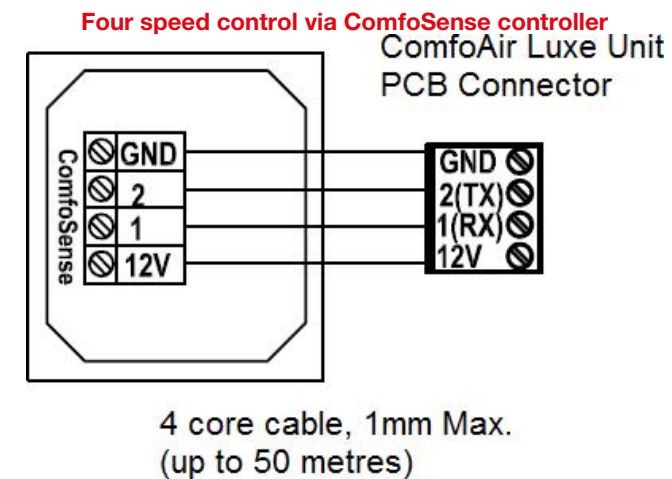 Four speed control via ComfoSense controller
ComfoAir Luxe Unit
PCB Connector
ComfoSense
GND
2
1
12V
GND
2(TX)
1(RX)
12V
4 core cable, 1mm Max.
(up to 50 metres)